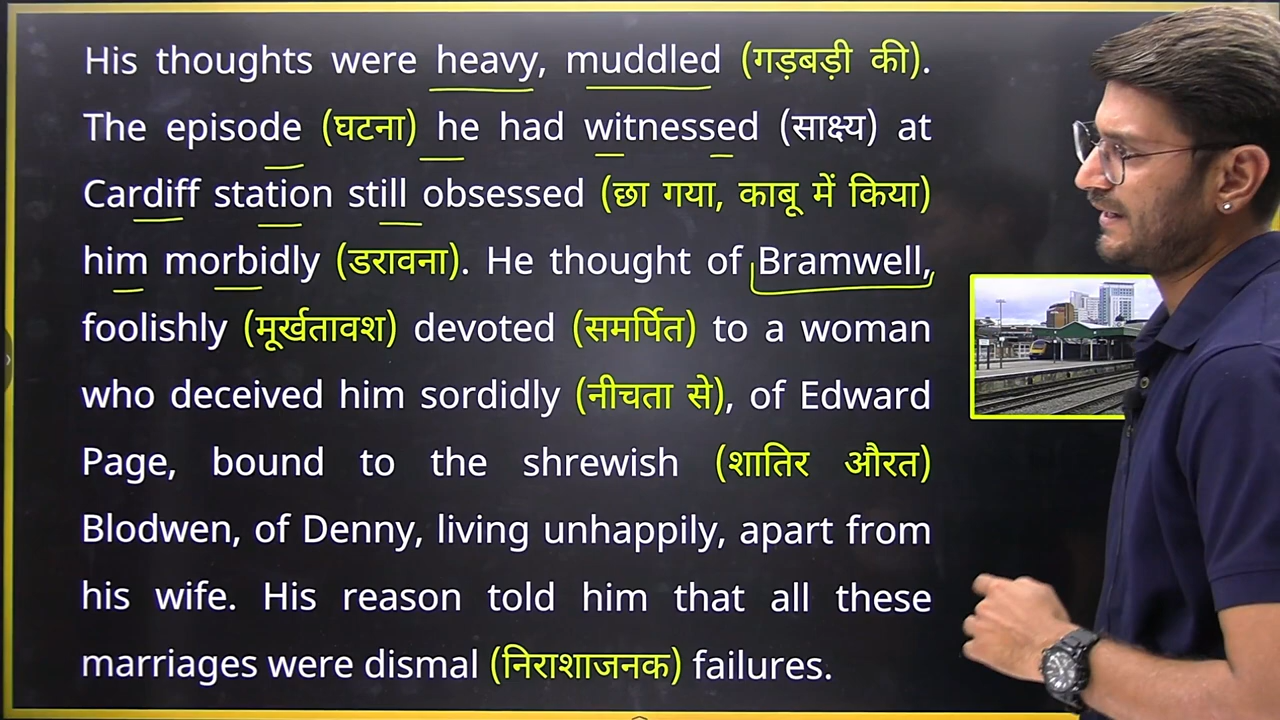 His thoughts were heavy, muddled (गड़बड़ी की).
The episode (घटना) he had witnessed (साक्ष्य) at
Cardiff station still obsessed (छा गया, काबू में किया)
him morbidly (डरावना). He thought of Bramwell,
foolishly (मूर्खतावश) devoted (समर्पित) to a woman
who deceived him sordidly (नीचता से), of Edward
Page, bound to the shrewish (शातिर औरत)
Blodwen, of Denny, living unhappily, apart from
his wife. His reason told him that all these
marriages were dismal (निराशाजनक) failures.